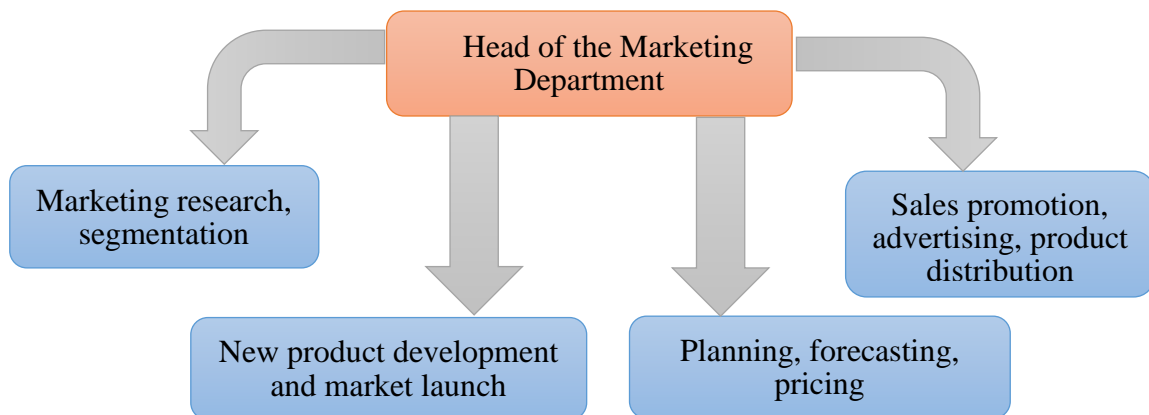 Head of the Marketing
Department
Marketing research,
segmentation
Sales promotion,
advertising, product
distribution
New product development
and market launch
Planning, forecasting,
pricing